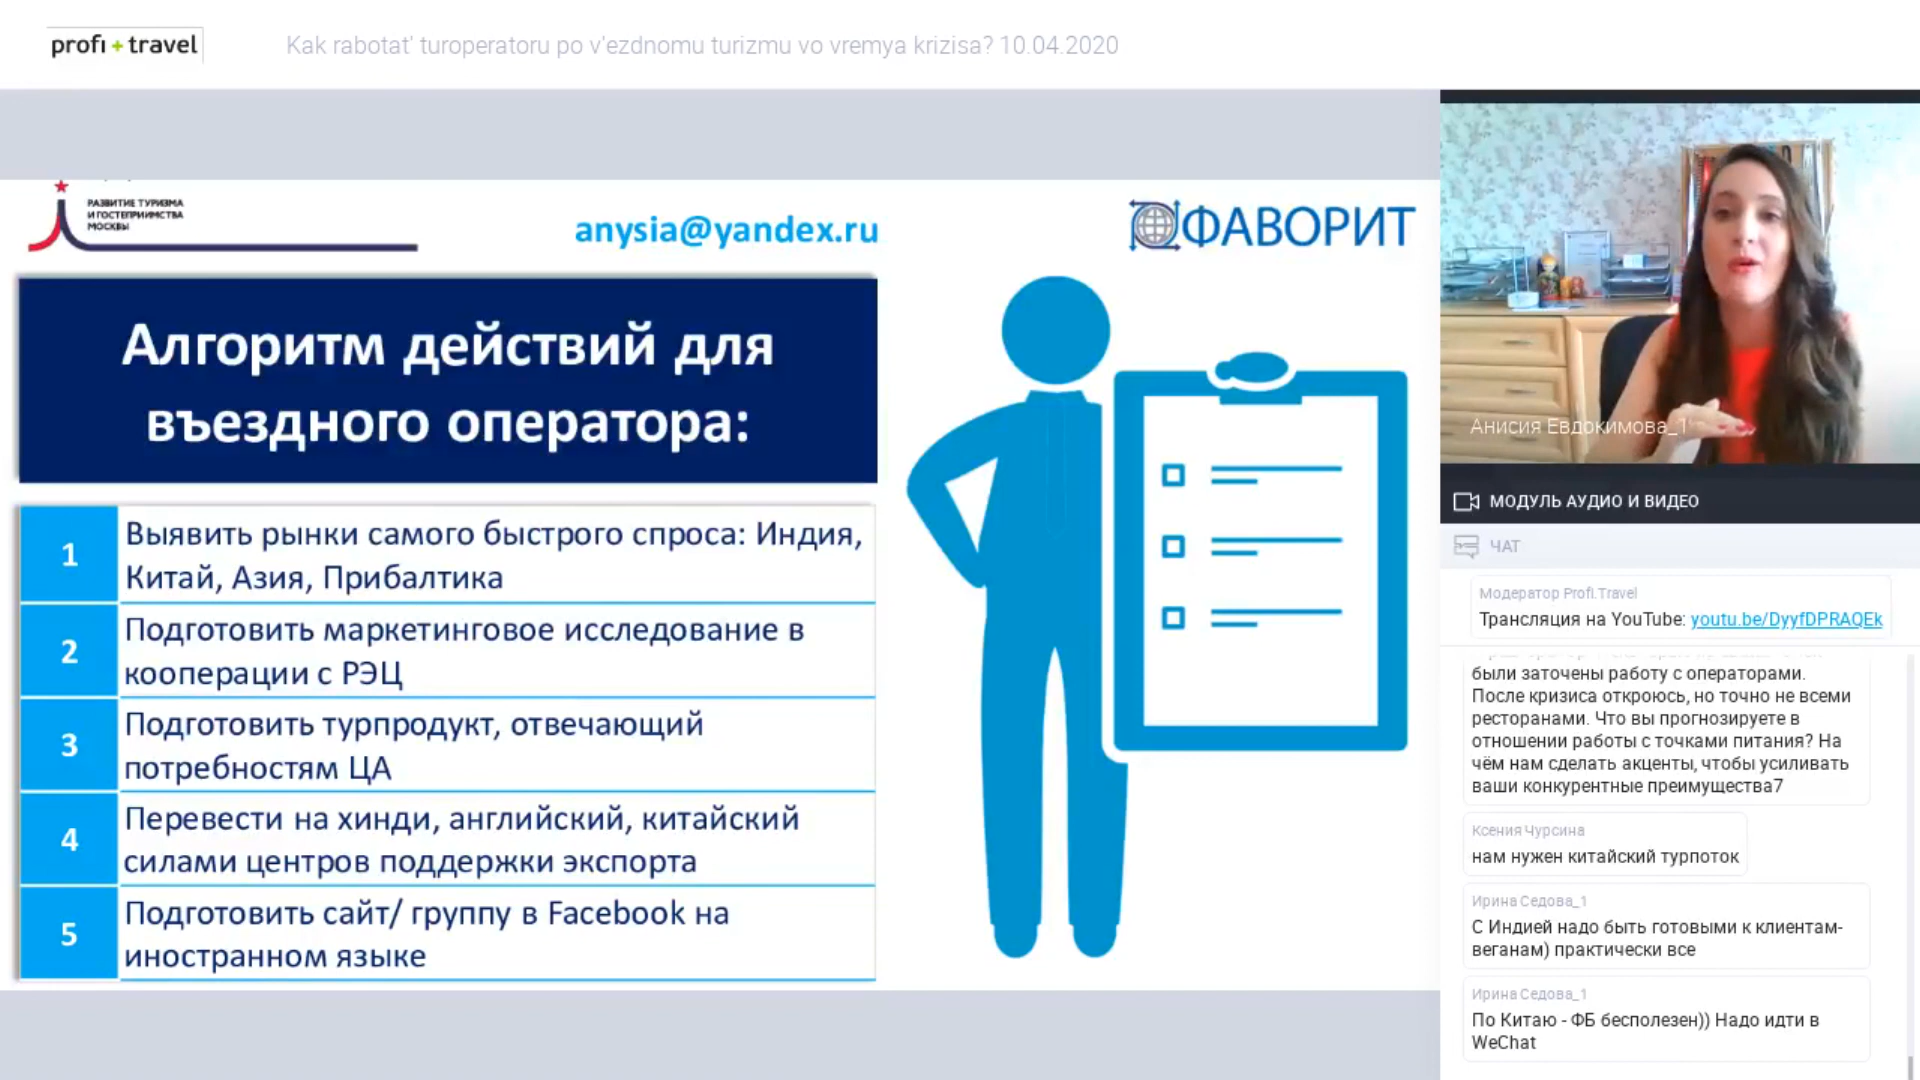 profi + travel
Kak rabotat' turoperatoru po v'ezdnomu turizmu vo vremya krizisa? 10.04.2020
РАЗВИТИЕ ТУРИЗМА
И ГОСТЕПРИИМСТВА
МОСКВЫ
anysia@yandex.ru
ФАВОРИТ
Алгоритм действий для
въездного оператора:
1
Выявить рынки самого быстрого спроса: Индия,
Китай, Азия, Прибалтика
2
Подготовить маркетинговое исследование в
кооперации с РЭЦ
3
Подготовить турпродукт, отвечающий
потребностям ЦА
4
Перевести на хинди, английский, китайский
силами центров поддержки экспорта
5
Подготовить сайт/ группу в Facebook на
иностранном языке
Анисия Евдокимова_1
МОДУЛЬ АУДИО И ВИДЕО
ЧАТ
Модератор Profi.Travel
Трансляция на YouTube: youtu.be/DyyfDPRAQEk
были заточены работу с операторами.
После кризиса откроюсь, но точно не всеми
ресторанами. Что вы прогнозируете в
отношении работы с точками питания? На
чём нам сделать акценты, чтобы усиливать
ваши конкурентные преимущества7
Ксения Чурсина
нам нужен китайский турпоток
Ирина Седова_1
С Индией надо быть готовыми к клиентам-
веганам) практически все
Ирина Седова_1
По Китаю - ФБ бесполезен)) Надо идти в
WeChat